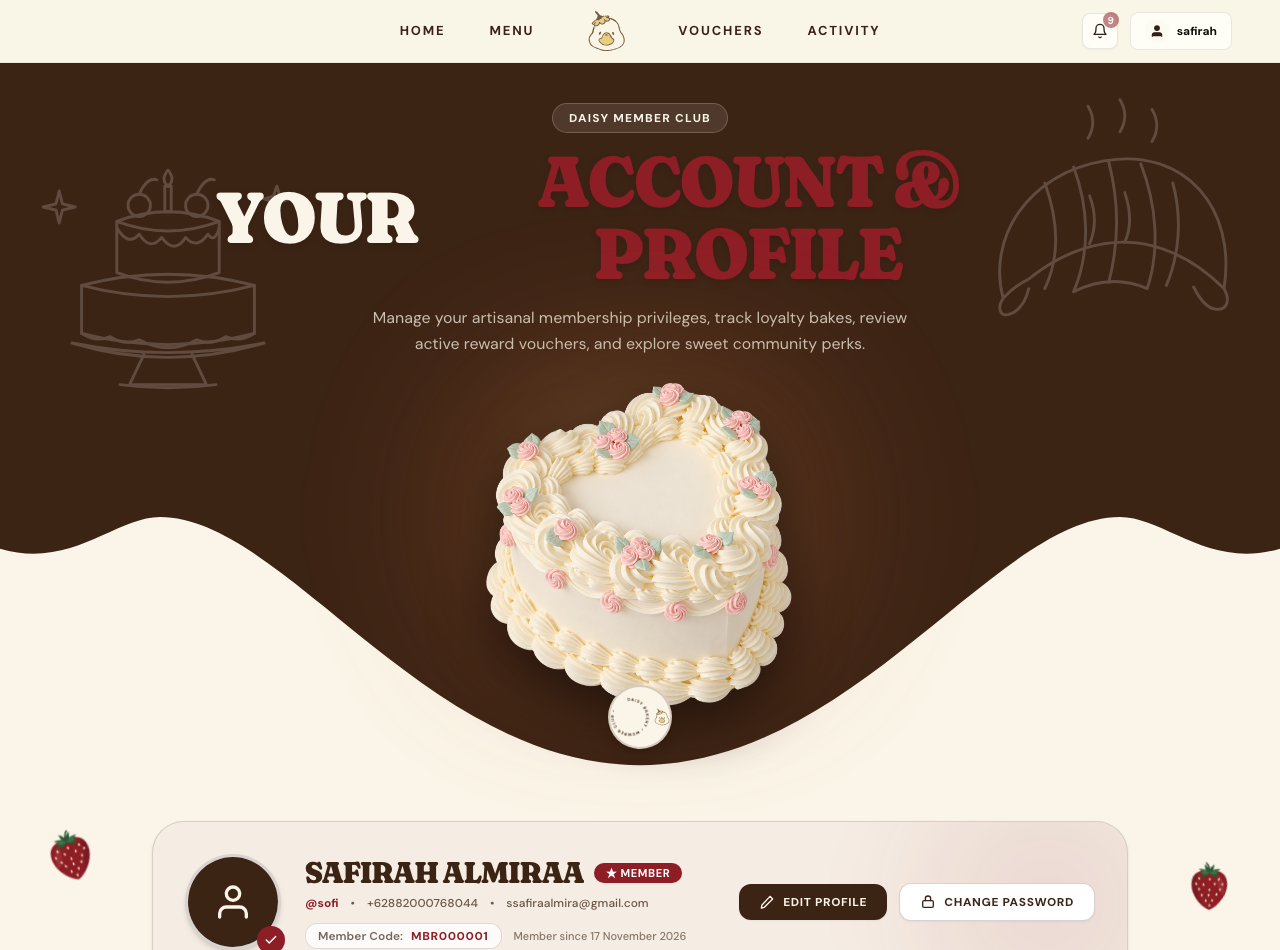 HOME MENU VOUCHERS ACTIVITY 9 safirah
DAISY MEMBER CLUB
YOUR ACCOUNT &
PROFILE
Manage your artisanal membership privileges, track loyalty bakes, review
active reward vouchers, and explore sweet community perks.
SAFIRAH ALMIRAA ★ MEMBER
@sofi • +62882000768044 • ssafiraalmira@gmail.com
EDIT PROFILE CHANGE PASSWORD
Member Code: MBR000001 Member since 17 November 2026